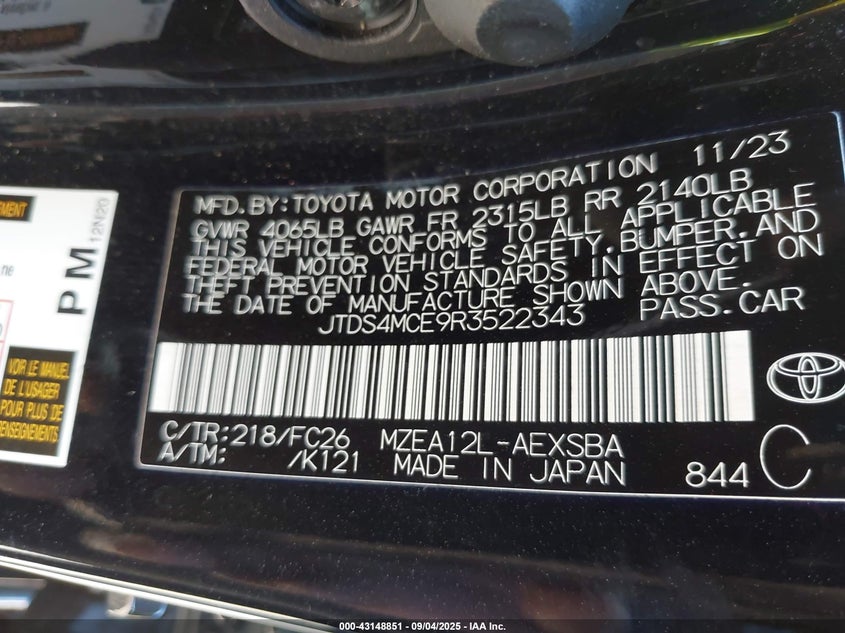 EMENT
12N20
PM
VOIR LE MANUEL
DE L'USAGER
POUR PLUS DE
RENSEIGNEMENTS.
MFD.BY:TOYOTA MOTOR CORPORATION 11/23
GVWR 4065LB GAWR FR 2315LB RR 2140LB
THIS VEHICLE CONFORMS TO ALL APPLICABLE
FEDERAL MOTOR VEHICLE SAFETY,BUMPER,AND
THEFT PREVENTION STANDARDS IN EFFECT ON
THE DATE OF MANUFACTURE SHOWN ABOVE.
JTDS4MCE9R3522343 PASS.CAR
C/TR:218/FC26 MZEA12L-AEXSBA
A/TM: /K121 MADE IN JAPAN 844 C
000-43148851 - 09/04/2025 - IAA Inc.